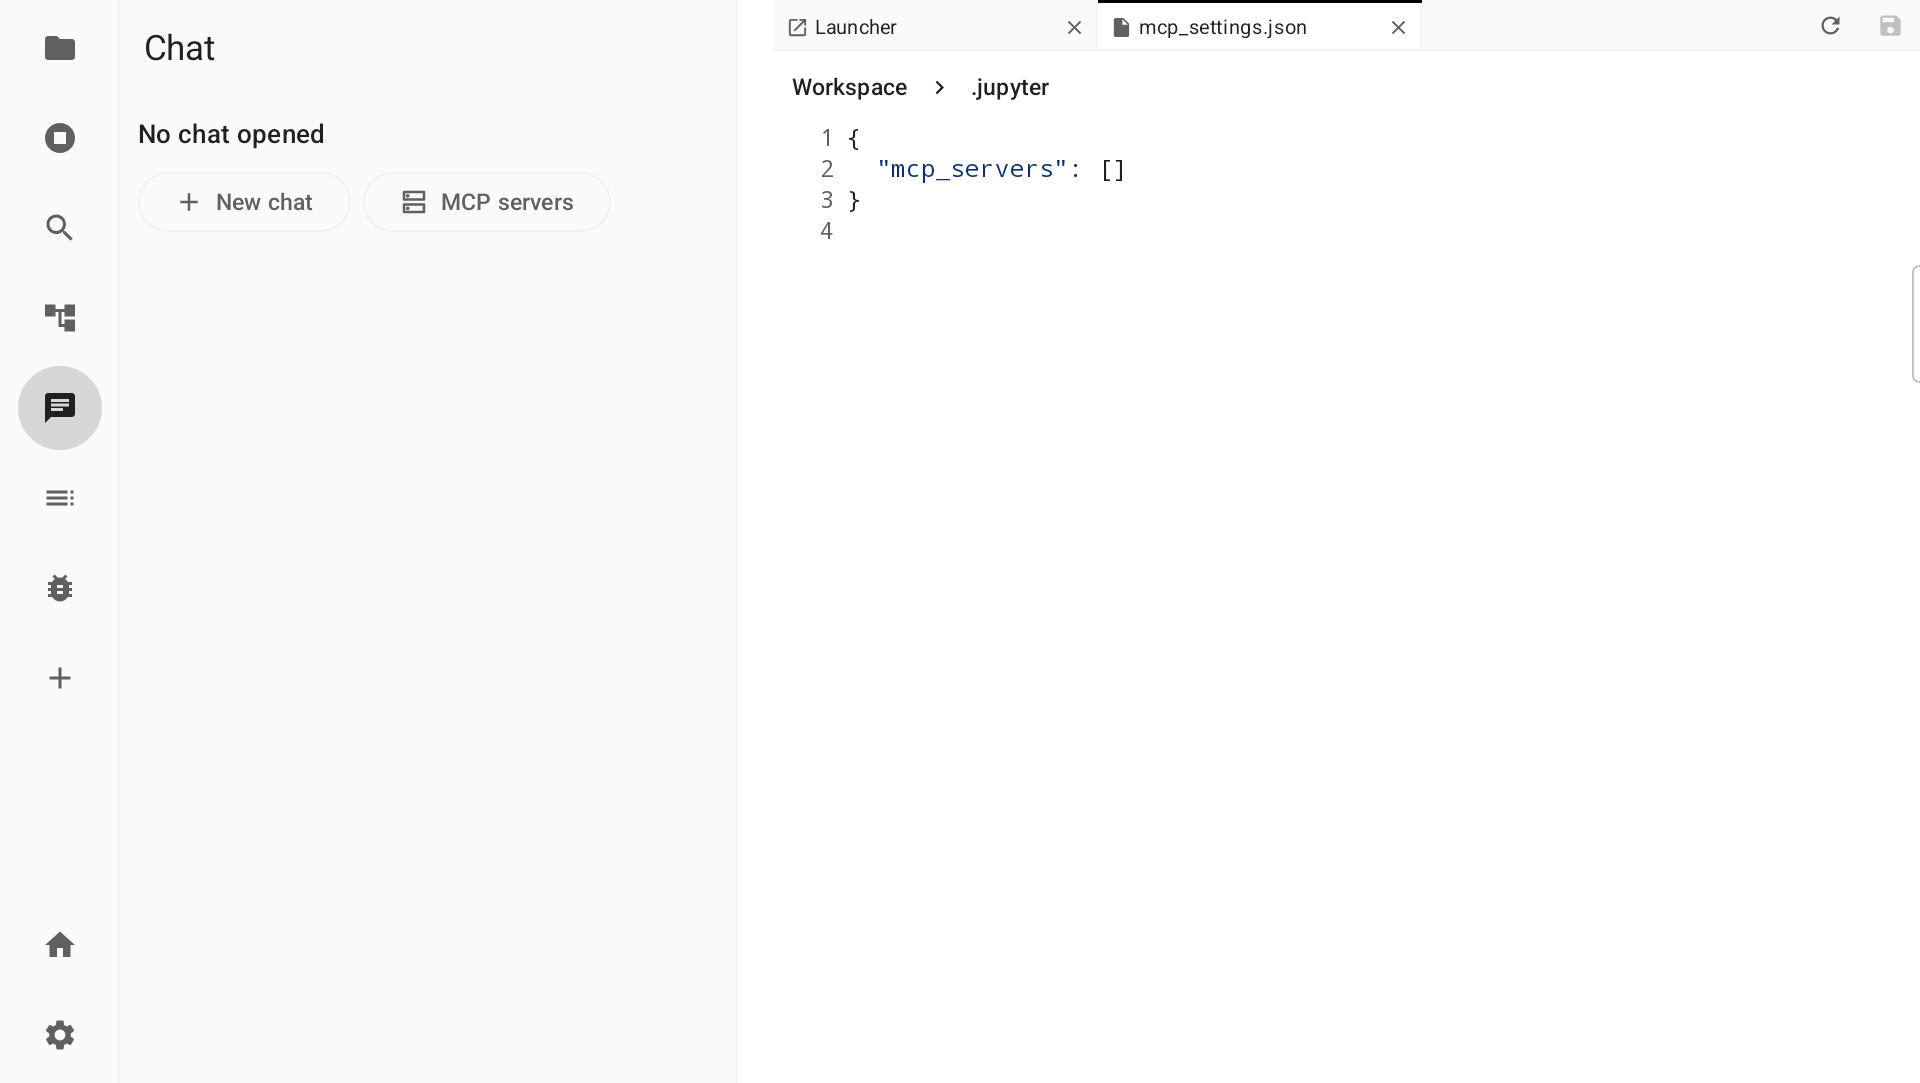 Chat
No chat opened
New chat
MCP servers
Launcher
mcp_settings.json
Workspace > .jupyter
1 {
2   "mcp_servers": []
3 }
4